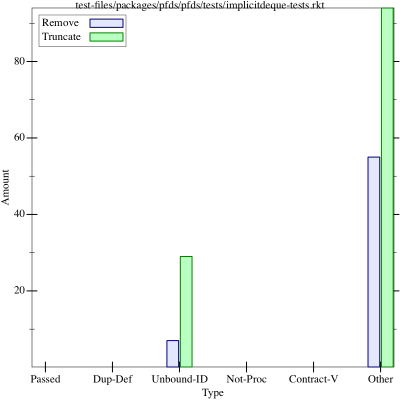 test-files/packages/pfds/pfds/tests/implicitdeque-tests.rkt
Remove
Truncate
80
60
40
20
Amount
Passed Dup-Def Unbound-ID Not-Proc Contract-V Other
Type